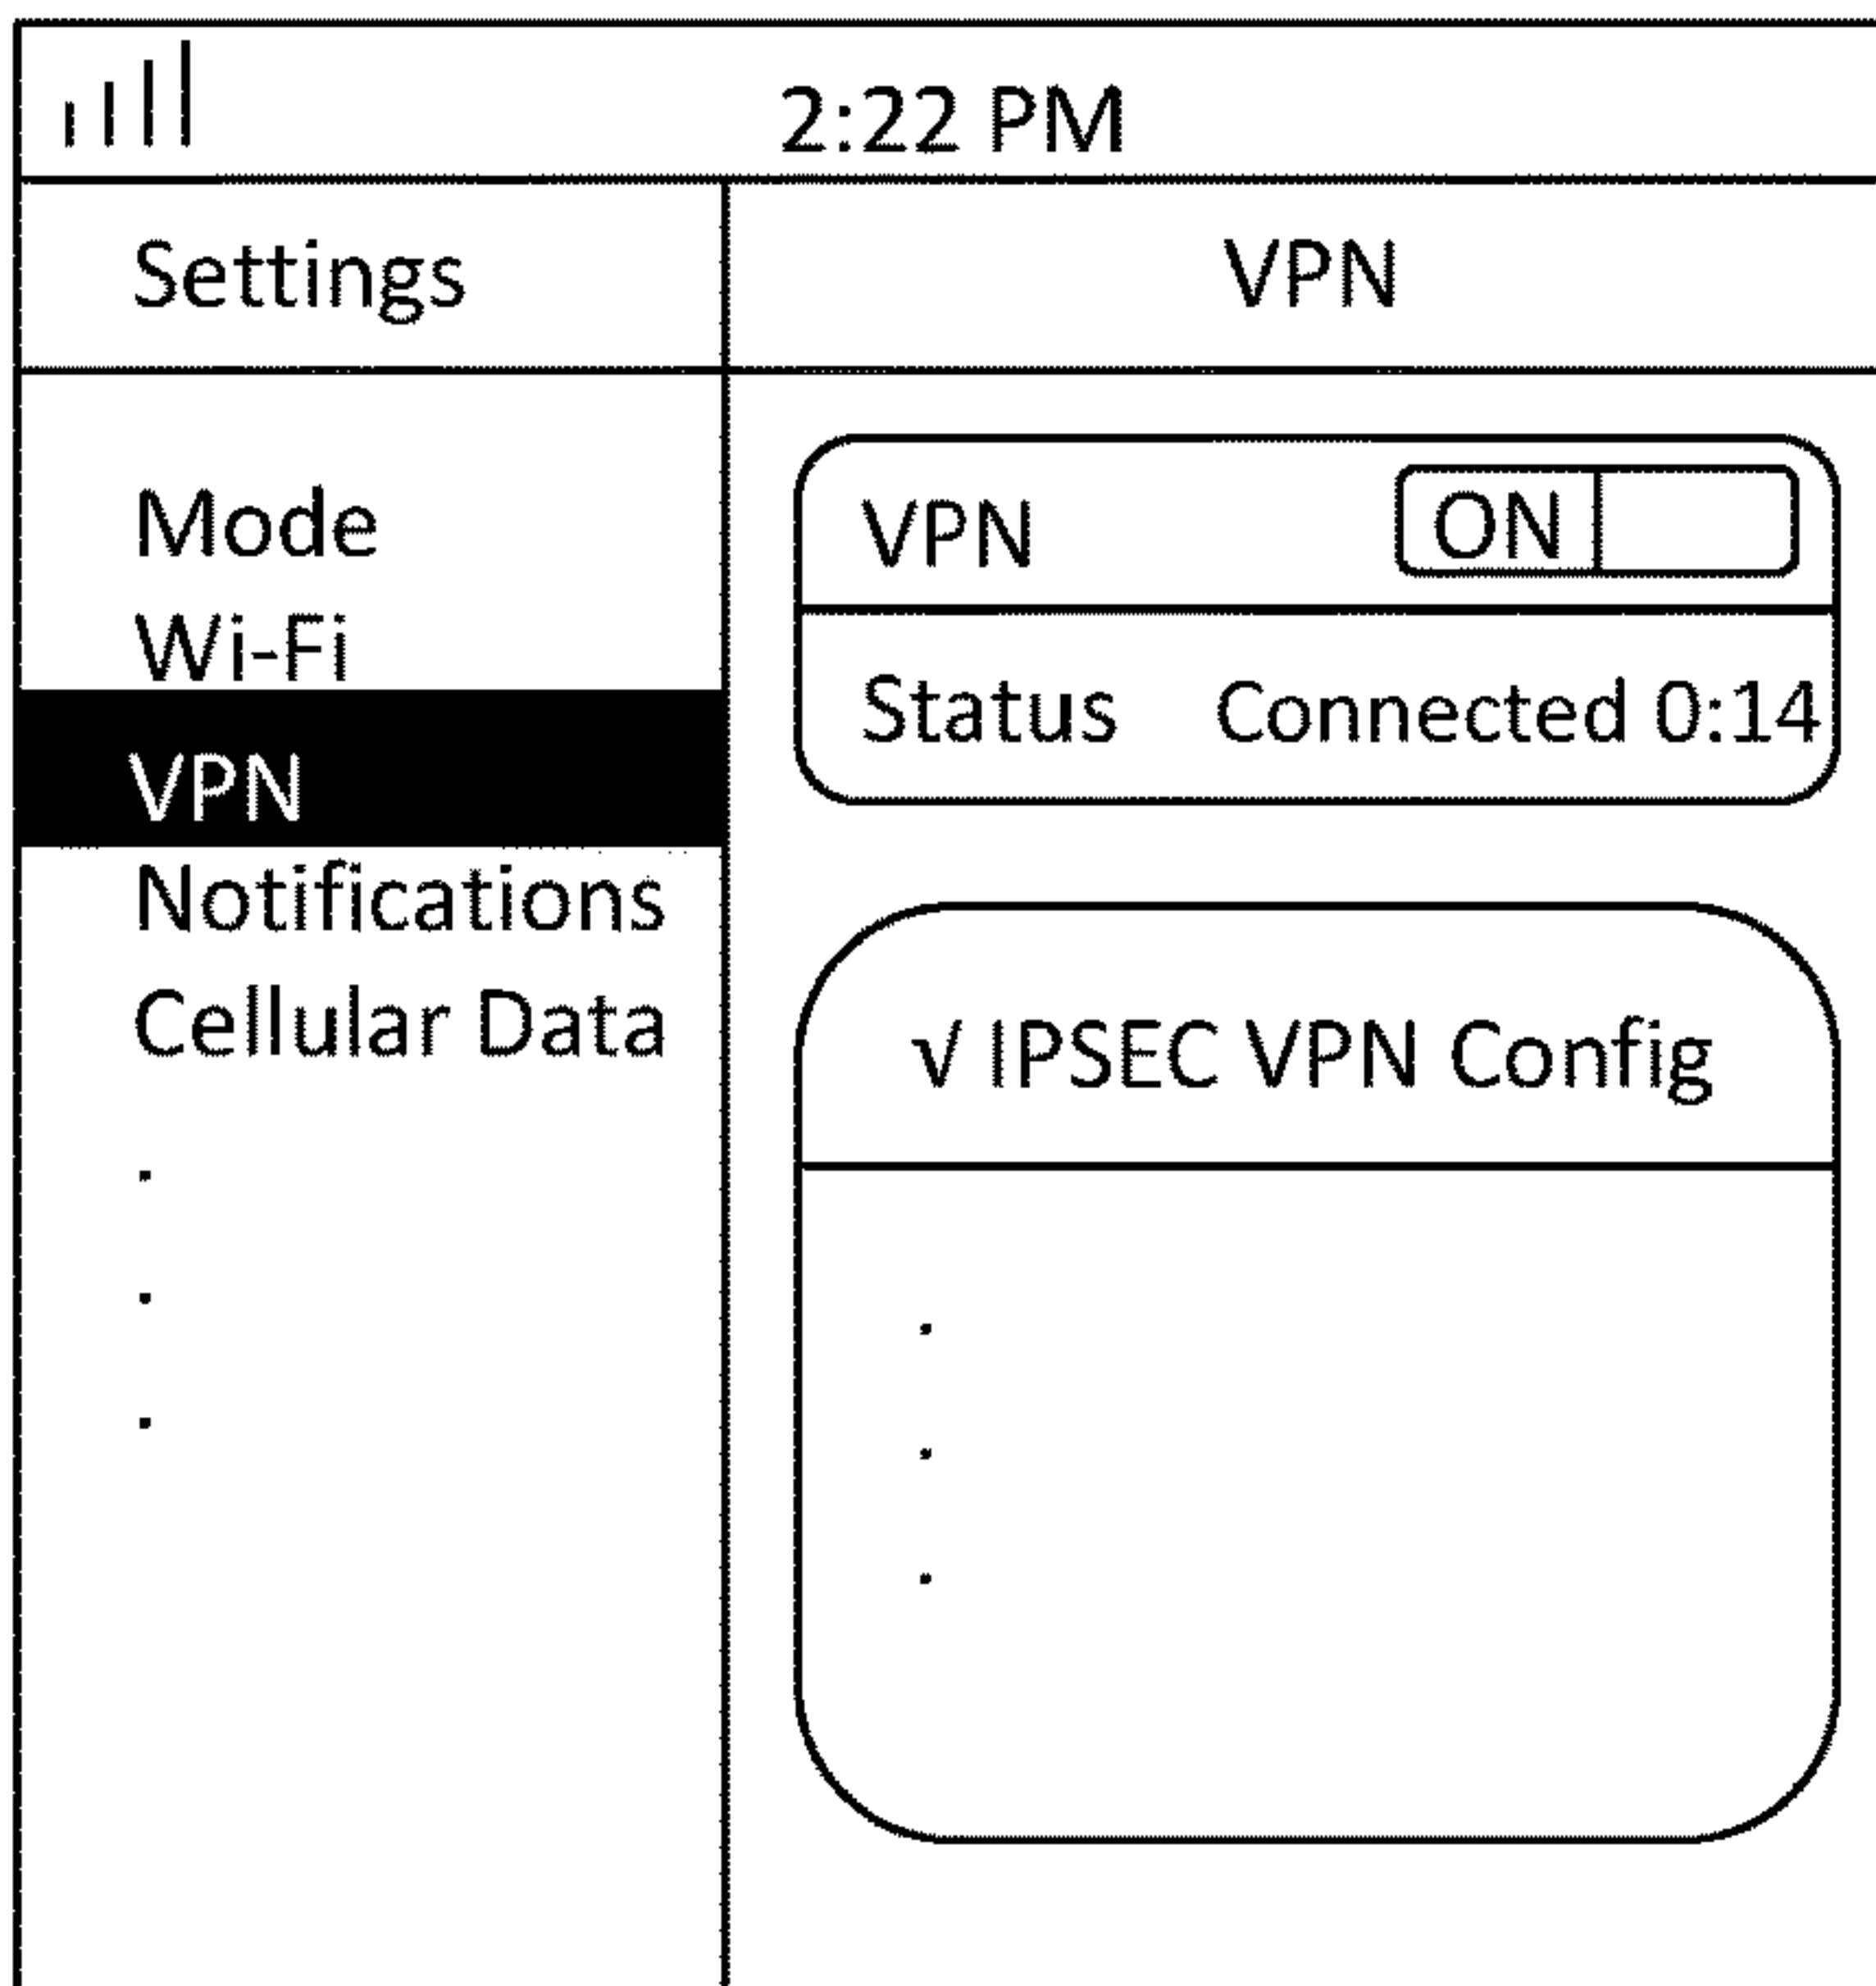 2:22 PM
Settings
VPN
Mode
Wi-Fi
VPN
Notifications
Cellular Data
.
.
.
VPN ON
Status Connected 0:14
√ IPSEC VPN Config
.
.
.